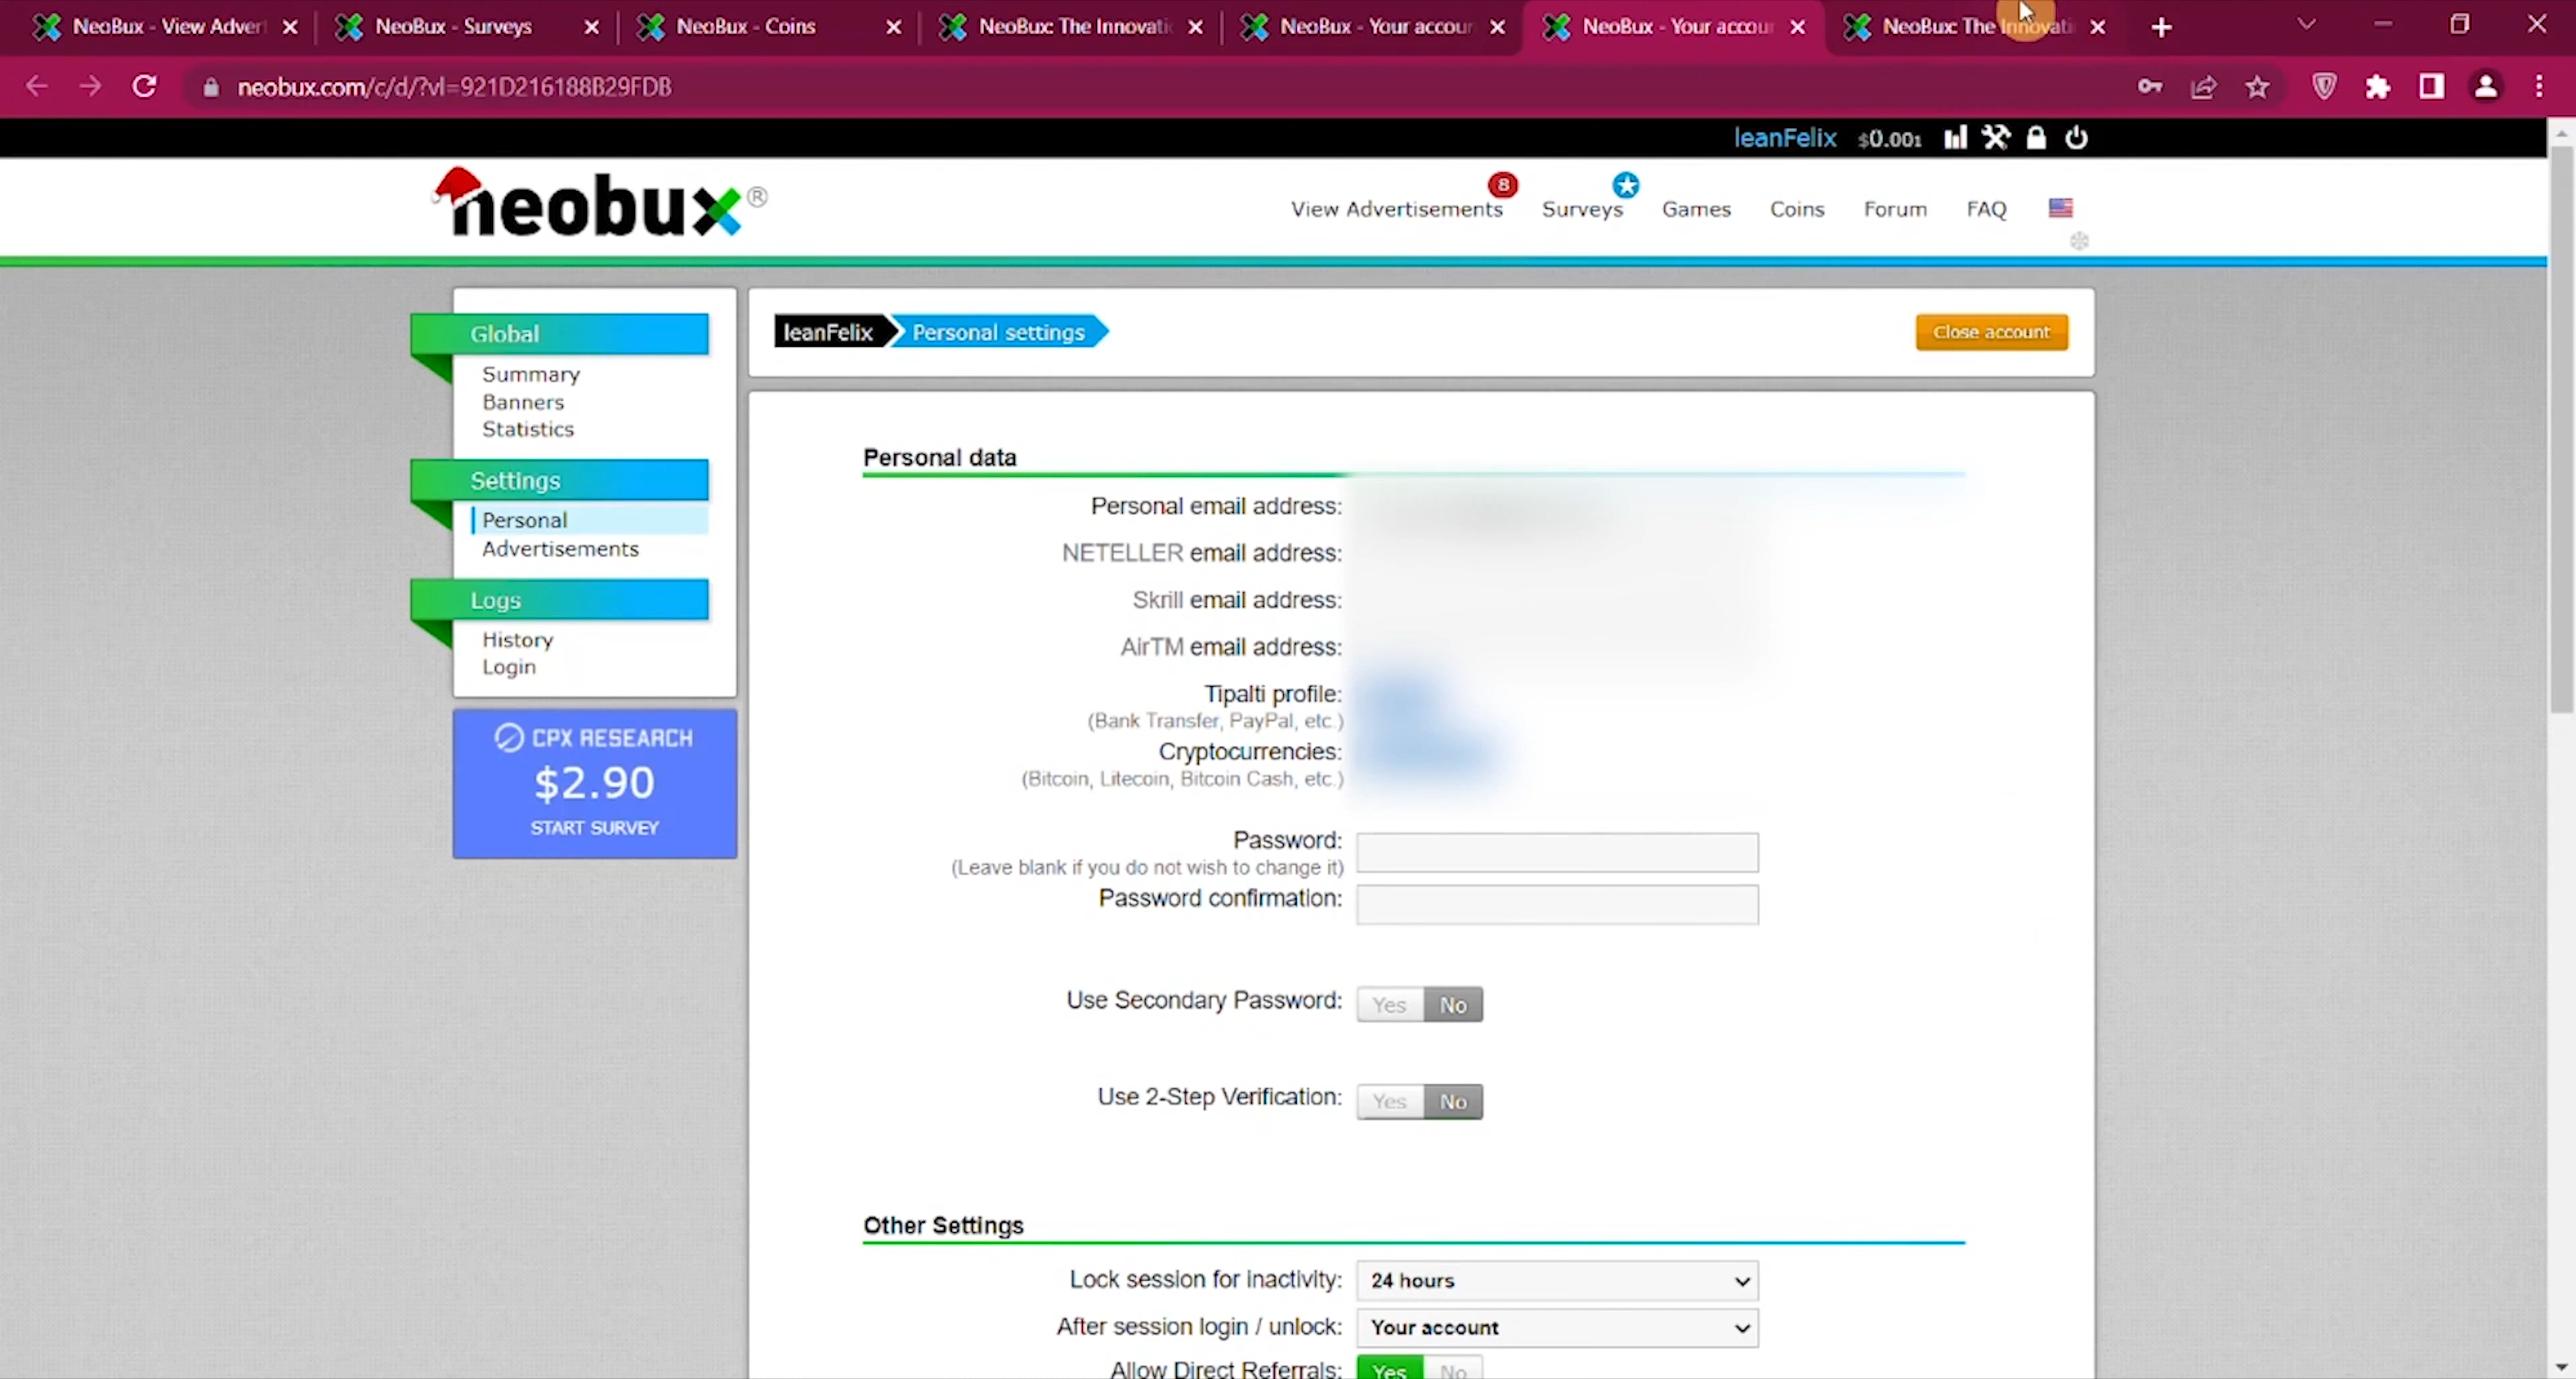 NeoBux - View Advert
NeoBux - Surveys
NeoBux - Coins
NeoBux: The Innovati
NeoBux - Your accoun
NeoBux - Your accoun
NeoBux: The Innovati
neobux.com/c/d/?vl=921D216188B29FDB
leanFelix $0.001
neobux®
View Advertisements 8 Surveys Games Coins Forum FAQ
Global
Summary
Banners
Statistics
Settings
Personal
Advertisements
Logs
History
Login
CPX RESEARCH
$2.90
START SURVEY
leanFelix Personal settings Close account
Personal data
Personal email address:
NETELLER email address:
Skrill email address:
AirTM email address:
Tipalti profile:
(Bank Transfer, PayPal, etc.)
Cryptocurrencies:
(Bitcoin, Litecoin, Bitcoin Cash, etc.)
Password:
(Leave blank if you do not wish to change it)
Password confirmation:
Use Secondary Password: Yes No
Use 2-Step Verification: Yes No
Other Settings
Lock session for inactivity: 24 hours
After session login / unlock: Your account
Allow Direct Referrals: Yes No